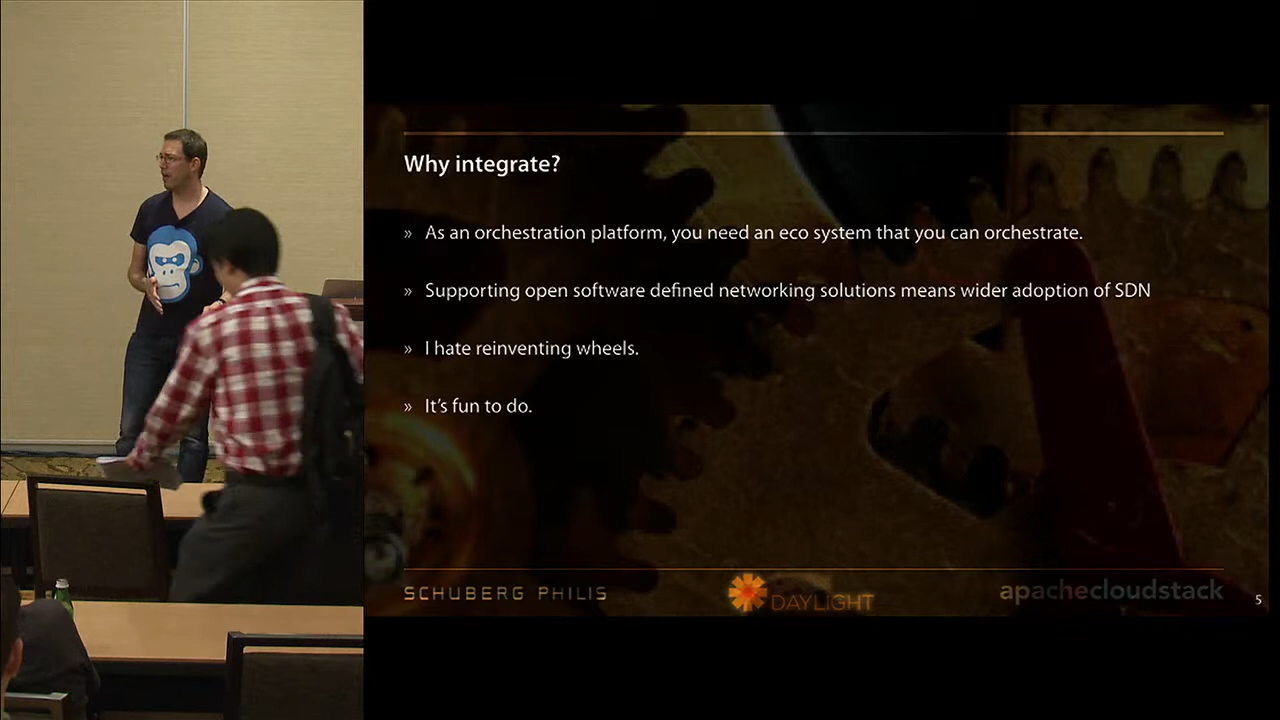 Why integrate?
» As an orchestration platform, you need an eco system that you can orchestrate.
» Supporting open software defined networking solutions means wider adoption of SDN
» I hate reinventing wheels.
» It's fun to do.
SCHUBERG PHILIS
DAYLIGHT
apachecloudstack
5